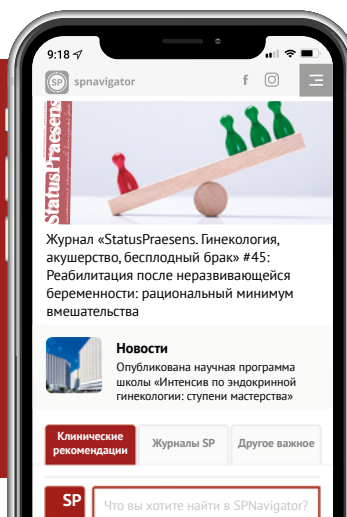 9:18
SP spnavigator
f
StatusPraesens
Журнал «StatusPraesens. Гинекология,
акушерство, бесплодный брак» #45:
Реабилитация после неразвивающейся
беременности: рациональный минимум
вмешательства
Новости
Опубликована научная программа
школы «Интенсив по эндокринной
гинекологии: ступени мастерства»
Клинические
рекомендации
Журналы SP
Другое важное
SP
Что вы хотите найти в SPNavigator?